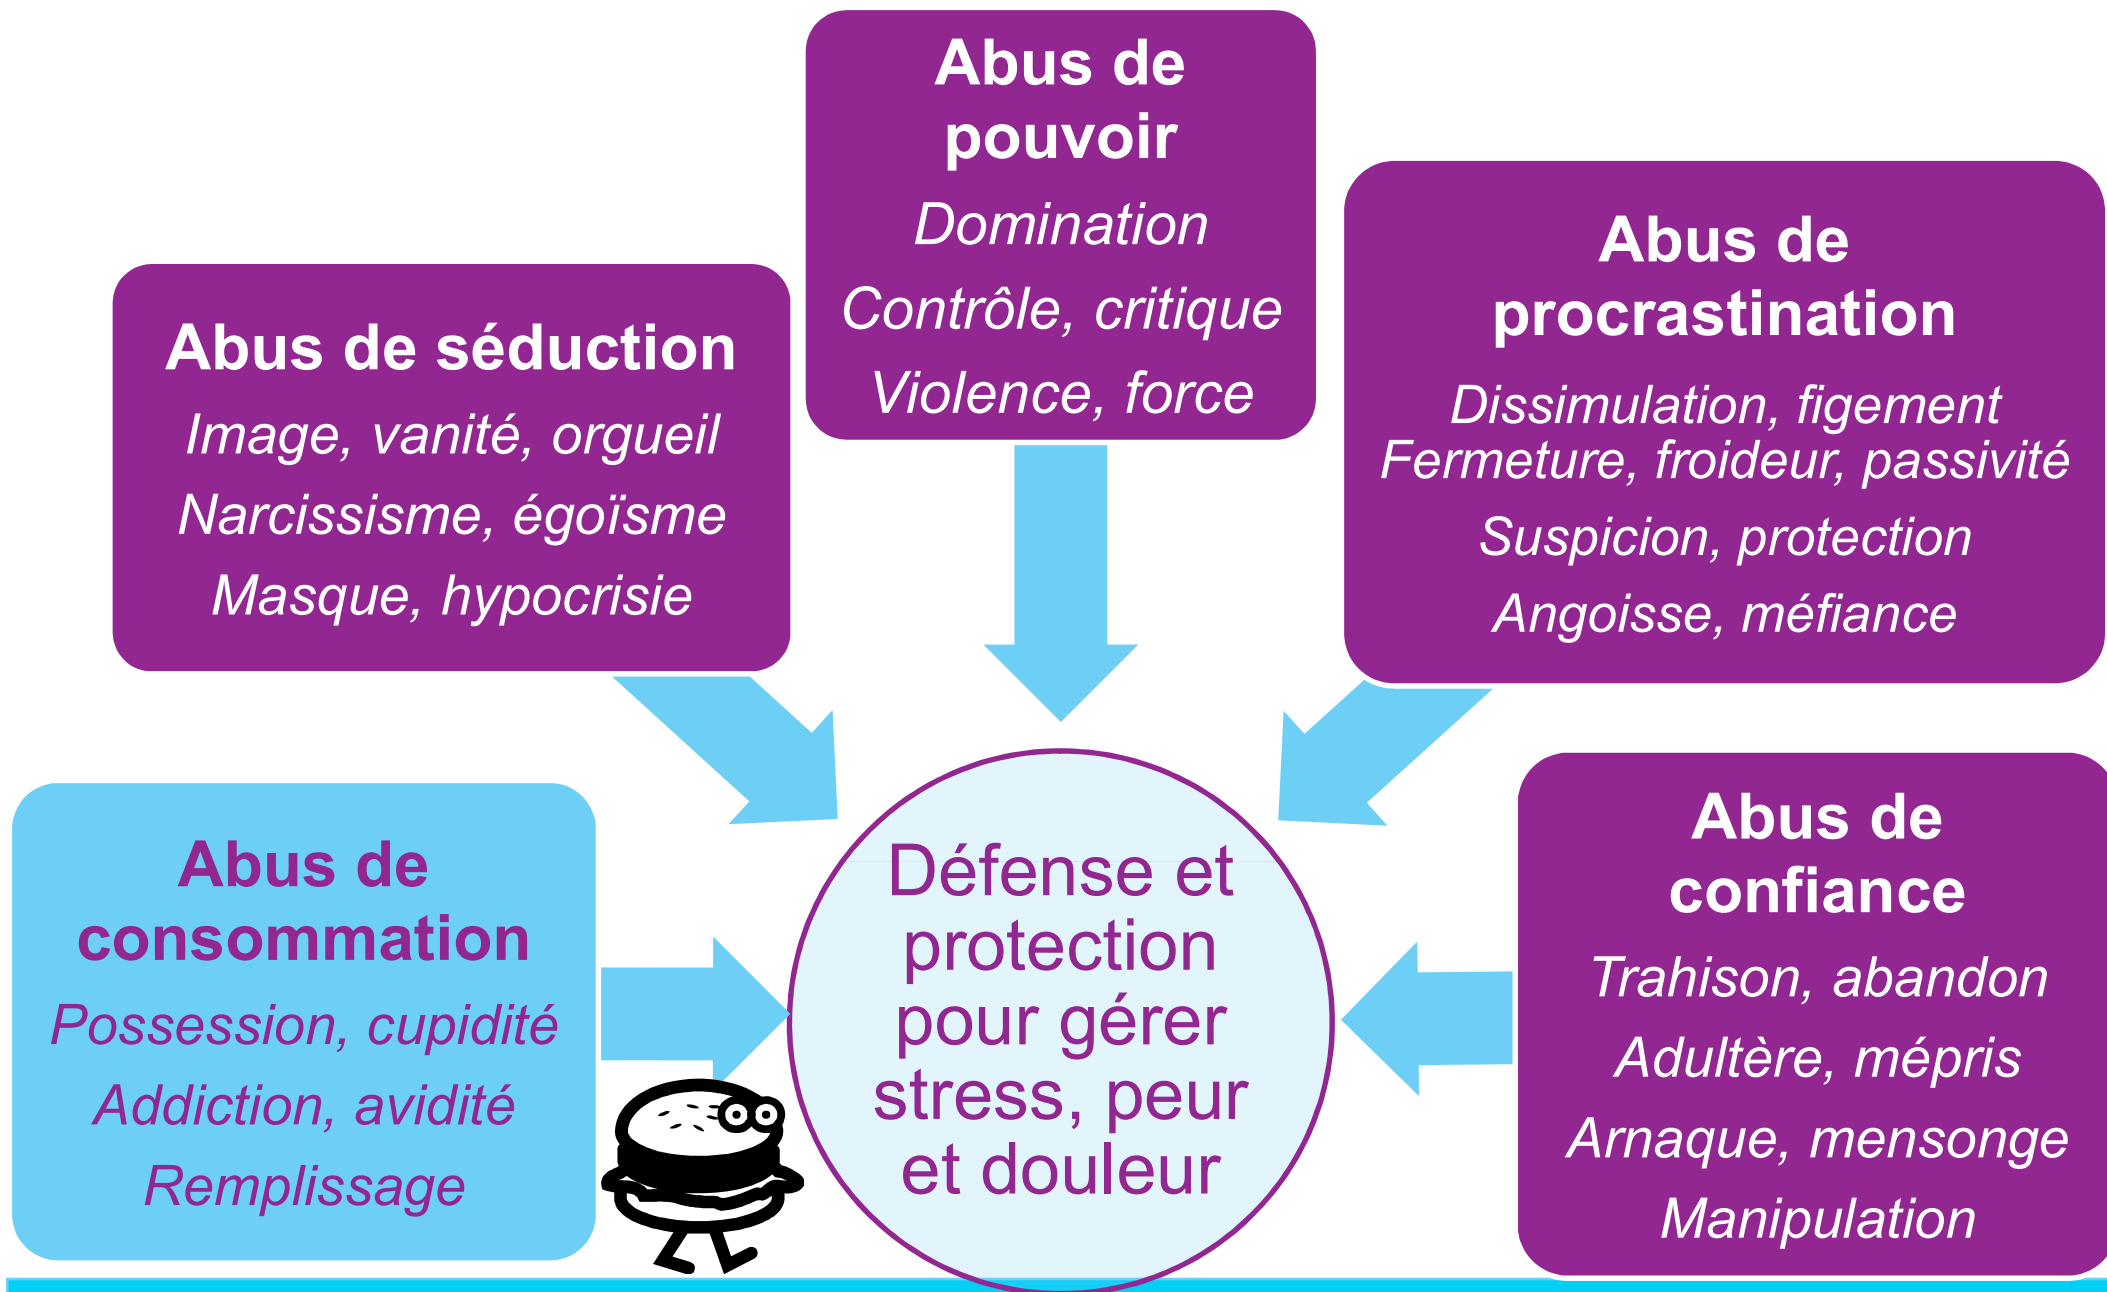 Abus de
pouvoir
Domination
Contrôle, critique
Violence, force
Abus de séduction
Image, vanité, orgueil
Narcissisme, égoïsme
Masque, hypocrisie
Abus de
procrastination
Dissimulation, figement
Fermeture, froideur, passivité
Suspicion, protection
Angoisse, méfiance
Abus de
consommation
Possession, cupidité
Addiction, avidité
Remplissage
Défense et
protection
pour gérer
stress, peur
et douleur
Abus de
confiance
Trahison, abandon
Adultère, mépris
Arnaque, mensonge
Manipulation